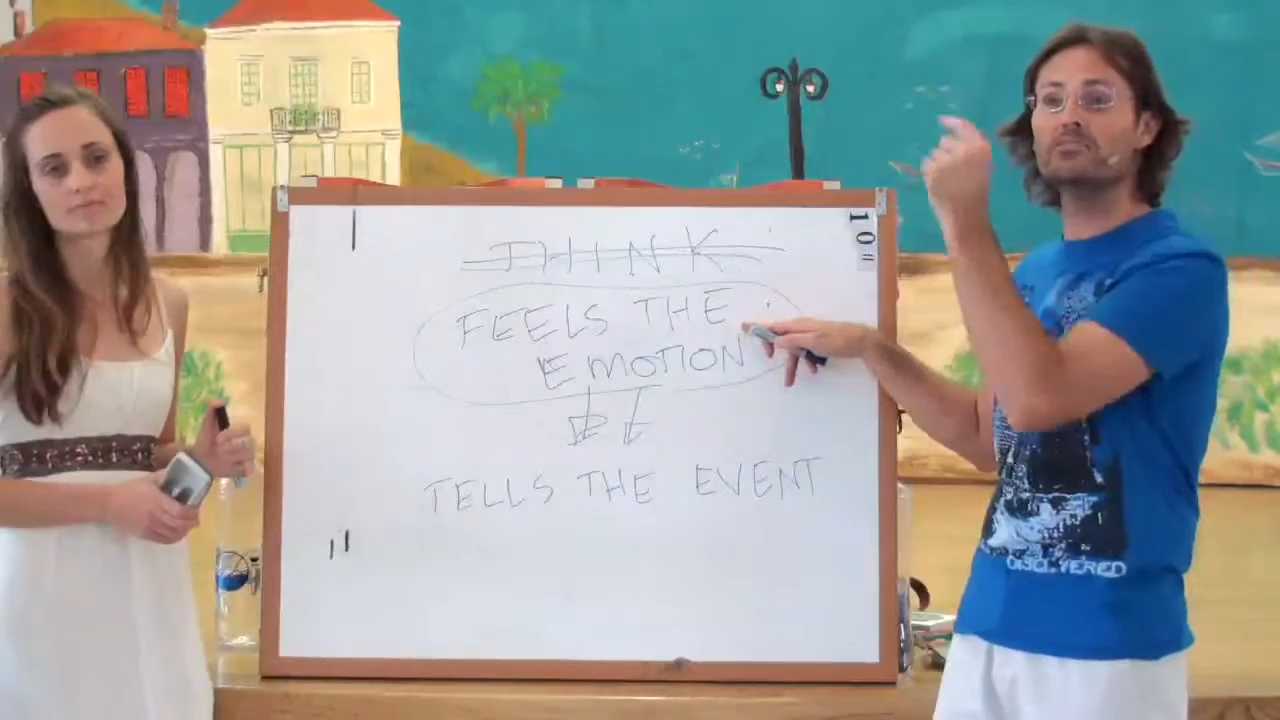 THINK
FEELS THE
EMOTION
TELLS THE EVENT
10"
DISCOVERED